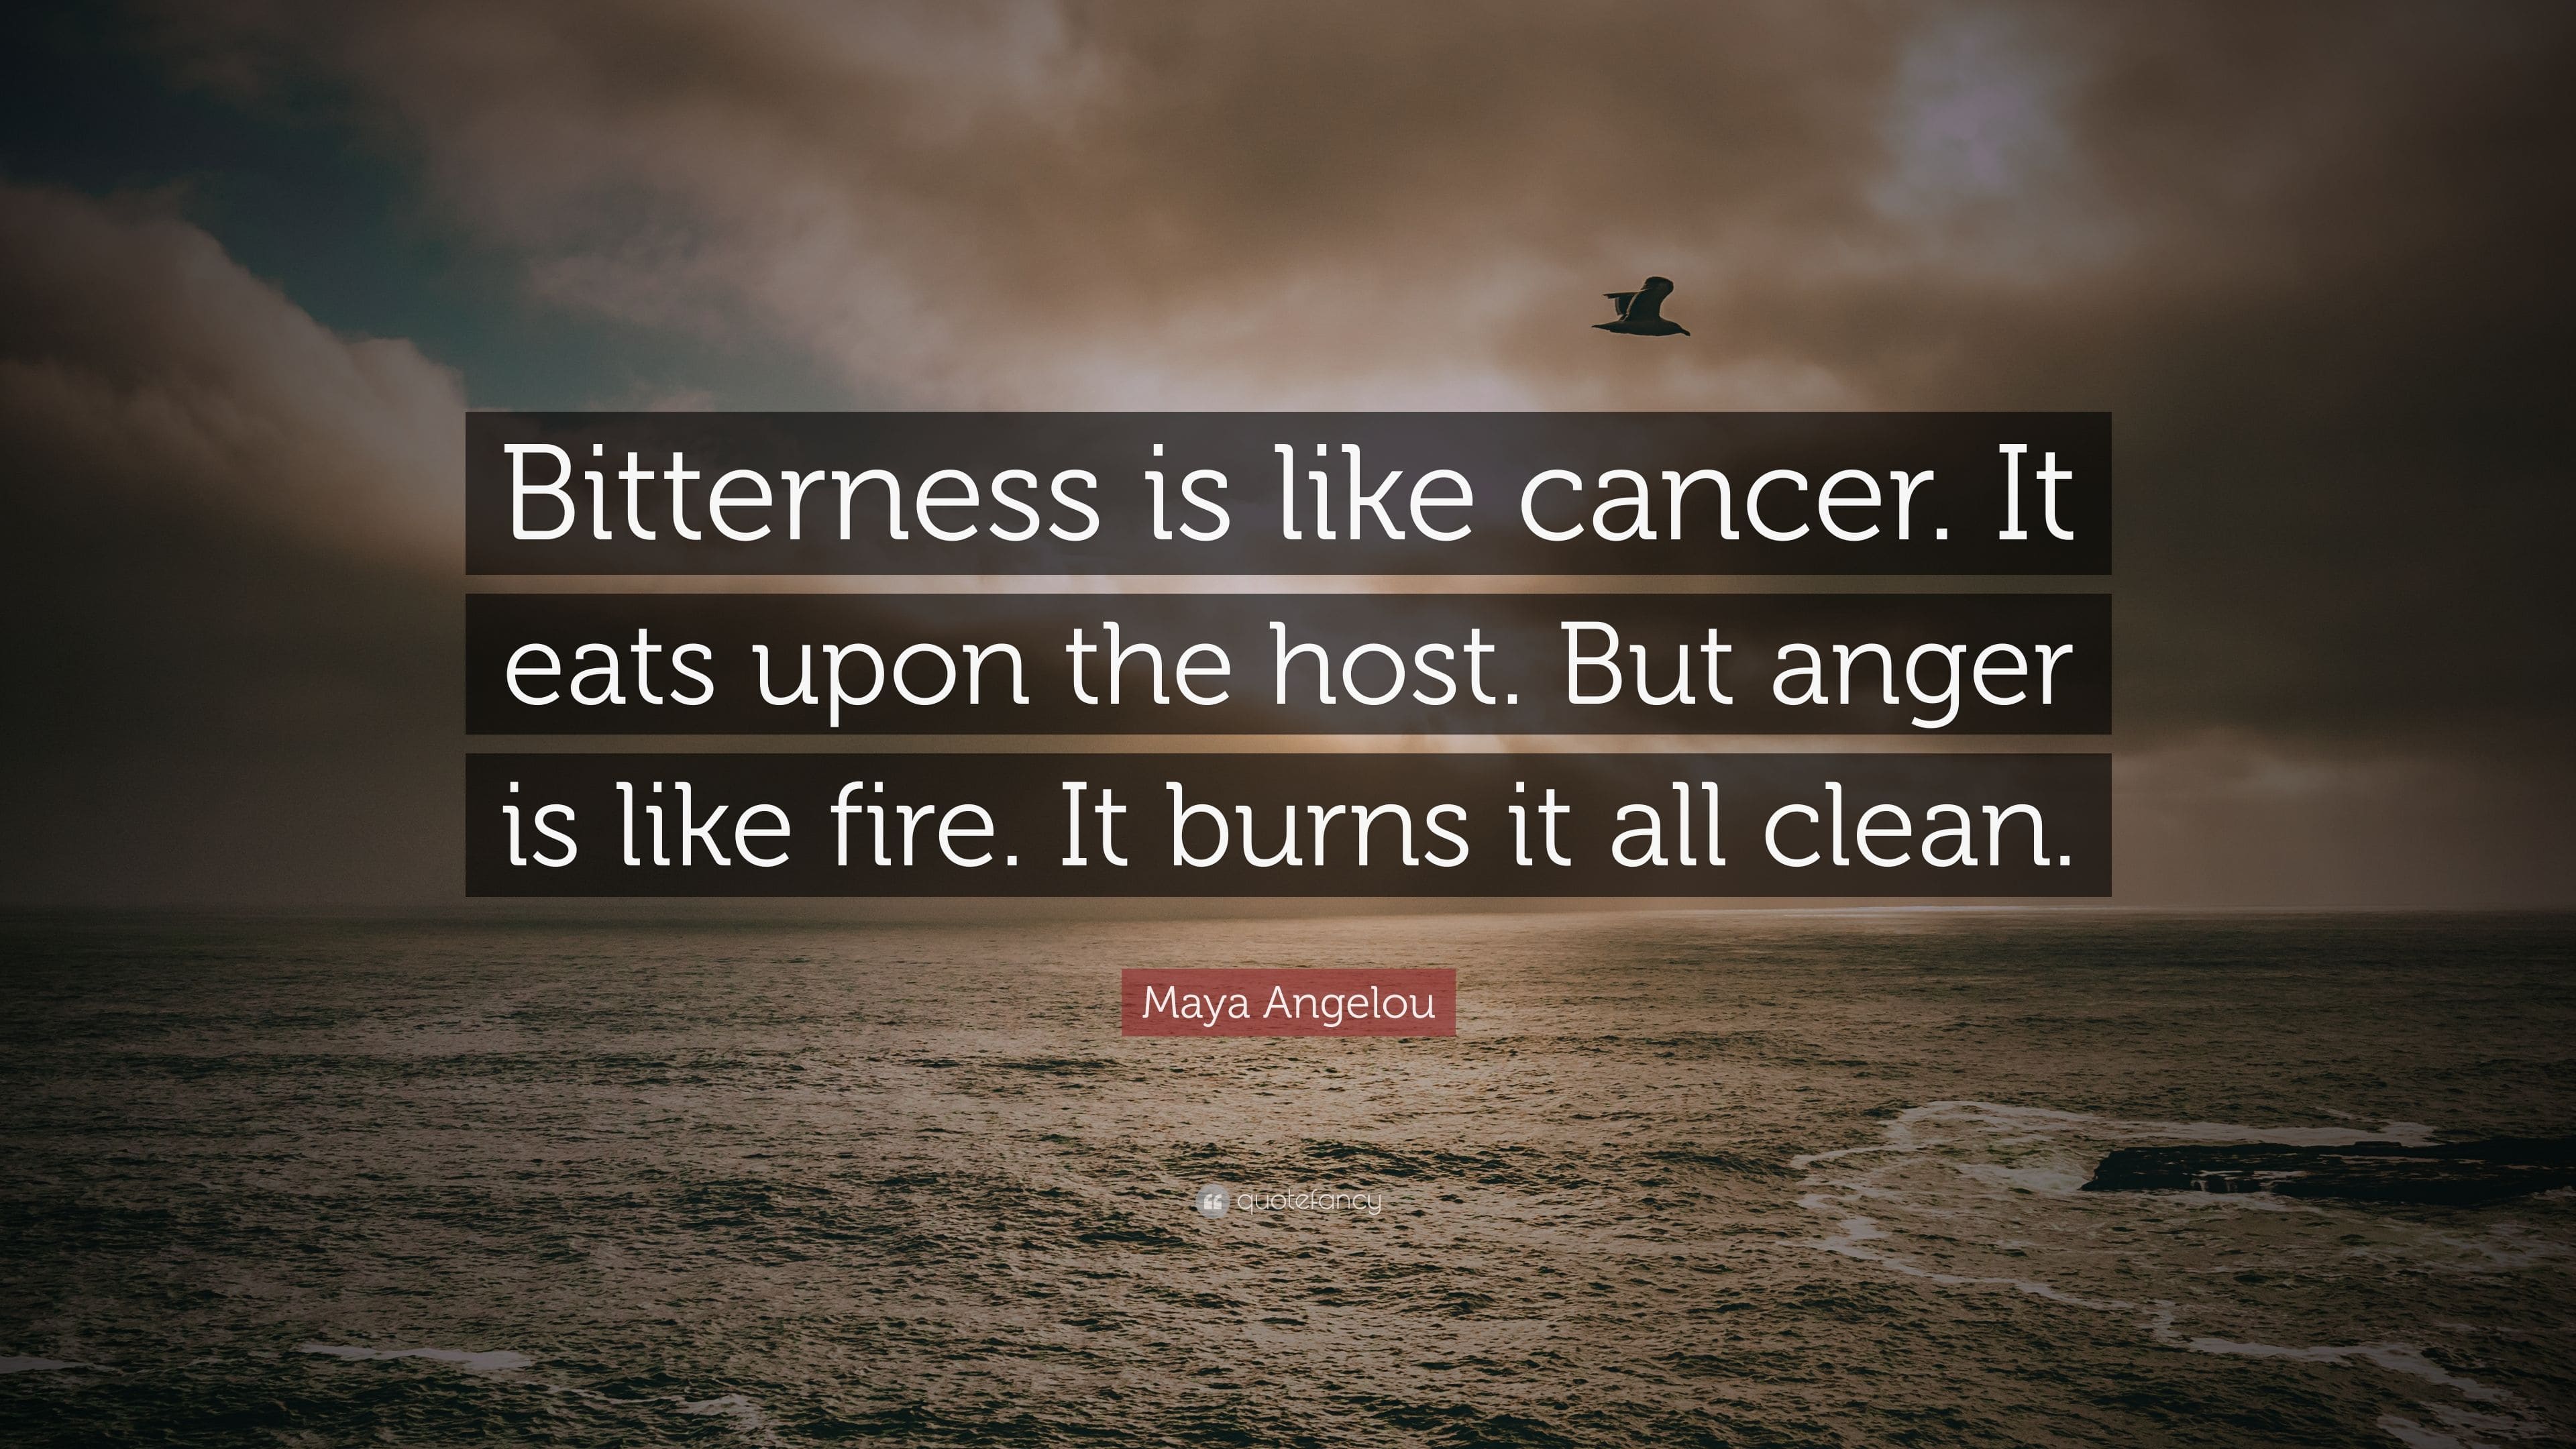 Bitterness is like cancer. It
eats upon the host. But anger
is like fire. It burns it all clean.
Maya Angelou
quotefancy